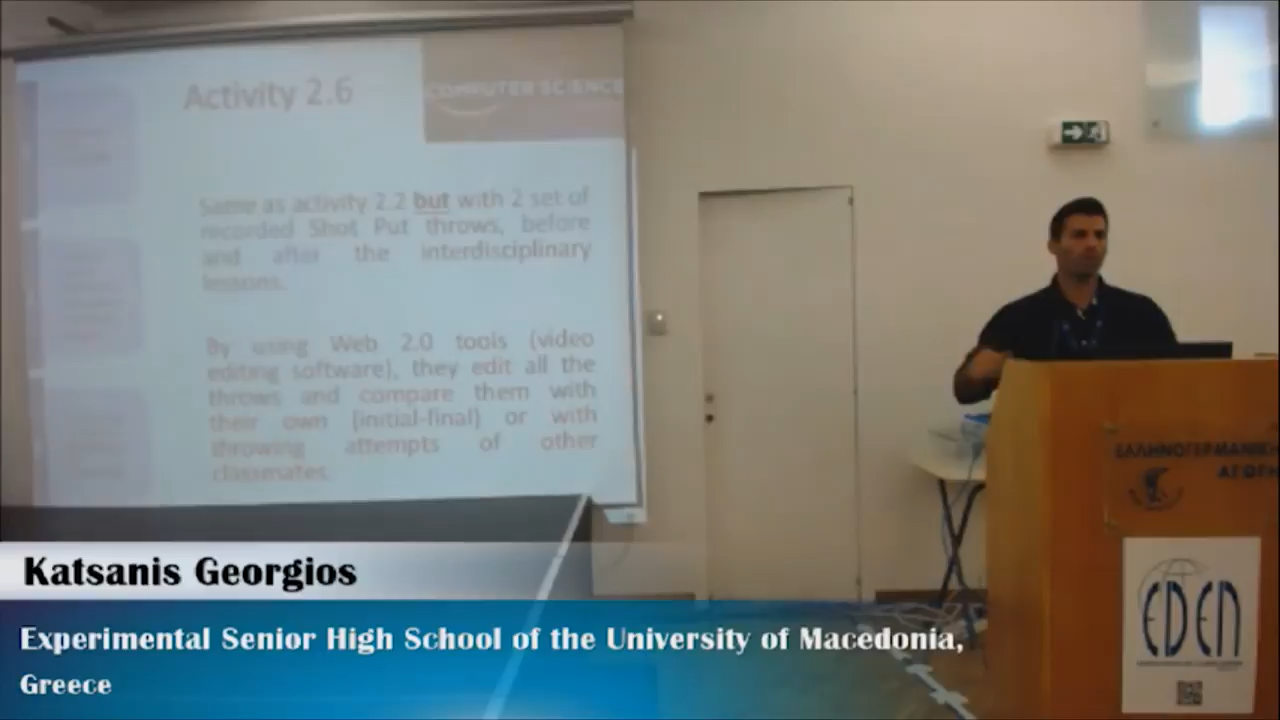 Activity 2.6
COMPUTER SCIENCE
Same as activity 2.2 but with 2 set of
recorded Shot Put throws, before
and after the interdisciplinary
lessons.
By using Web 2.0 tools (video
editing software), they edit all the
throws and compare them with
their own (initial-final) or with
throwing attempts of other
classmates.
ΕΛΛΗΝΟΓΕΡΜΑΝΙΚΗ
ΑΓΩΓΗ
EDEN
Katsanis Georgios
Experimental Senior High School of the University of Macedonia,
Greece